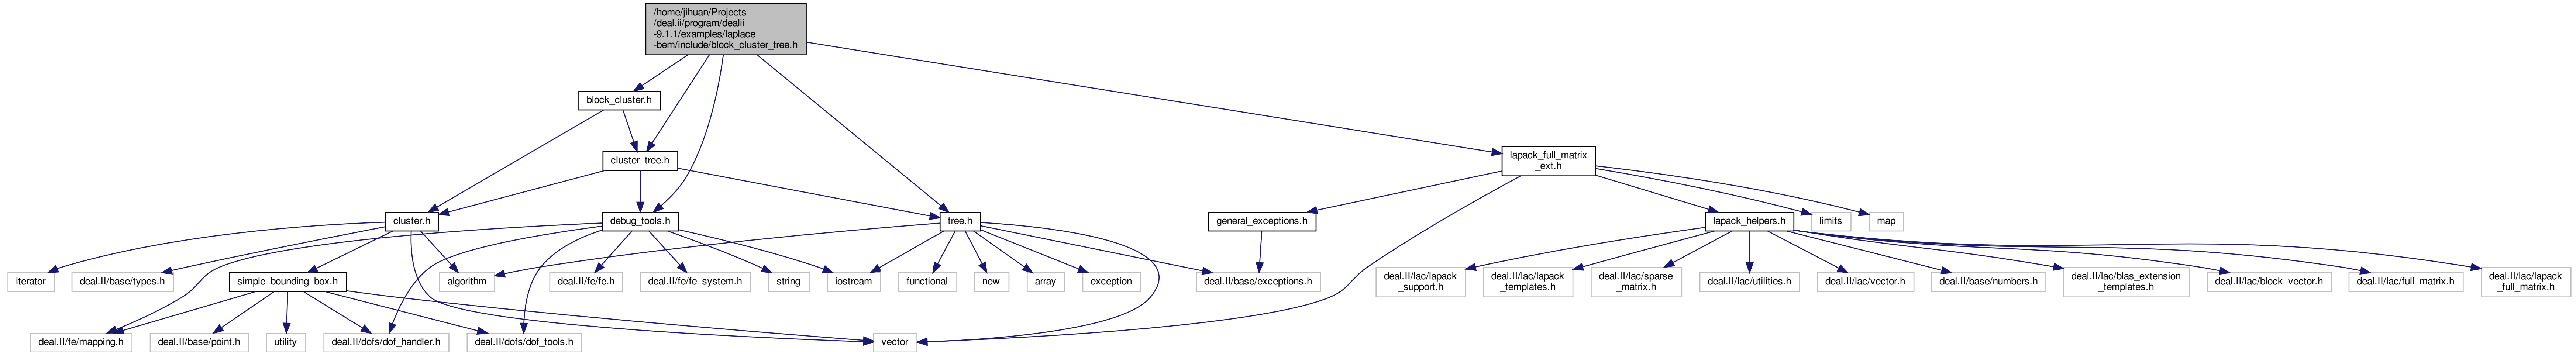 /home/jihuan/Projects
/deal.ii/program/dealii
-9.1.1/examples/laplace
-bem/include/block_cluster_tree.h
block_cluster.h
cluster_tree.h
lapack_full_matrix
_ext.h
cluster.h
debug_tools.h
tree.h
general_exceptions.h
lapack_helpers.h
limits
map
iterator
deal.II/base/types.h
simple_bounding_box.h
algorithm
deal.II/fe/fe.h
deal.II/fe/fe_system.h
string
iostream
functional
new
array
exception
deal.II/base/exceptions.h
deal.II/lac/lapack
_support.h
deal.II/lac/lapack
_templates.h
deal.II/lac/sparse
_matrix.h
deal.II/lac/utilities.h
deal.II/lac/vector.h
deal.II/base/numbers.h
deal.II/lac/blas_extension
_templates.h
deal.II/lac/block_vector.h
deal.II/lac/full_matrix.h
deal.II/lac/lapack
_full_matrix.h
deal.II/fe/mapping.h
deal.II/base/point.h
utility
deal.II/dofs/dof_handler.h
deal.II/dofs/dof_tools.h
vector